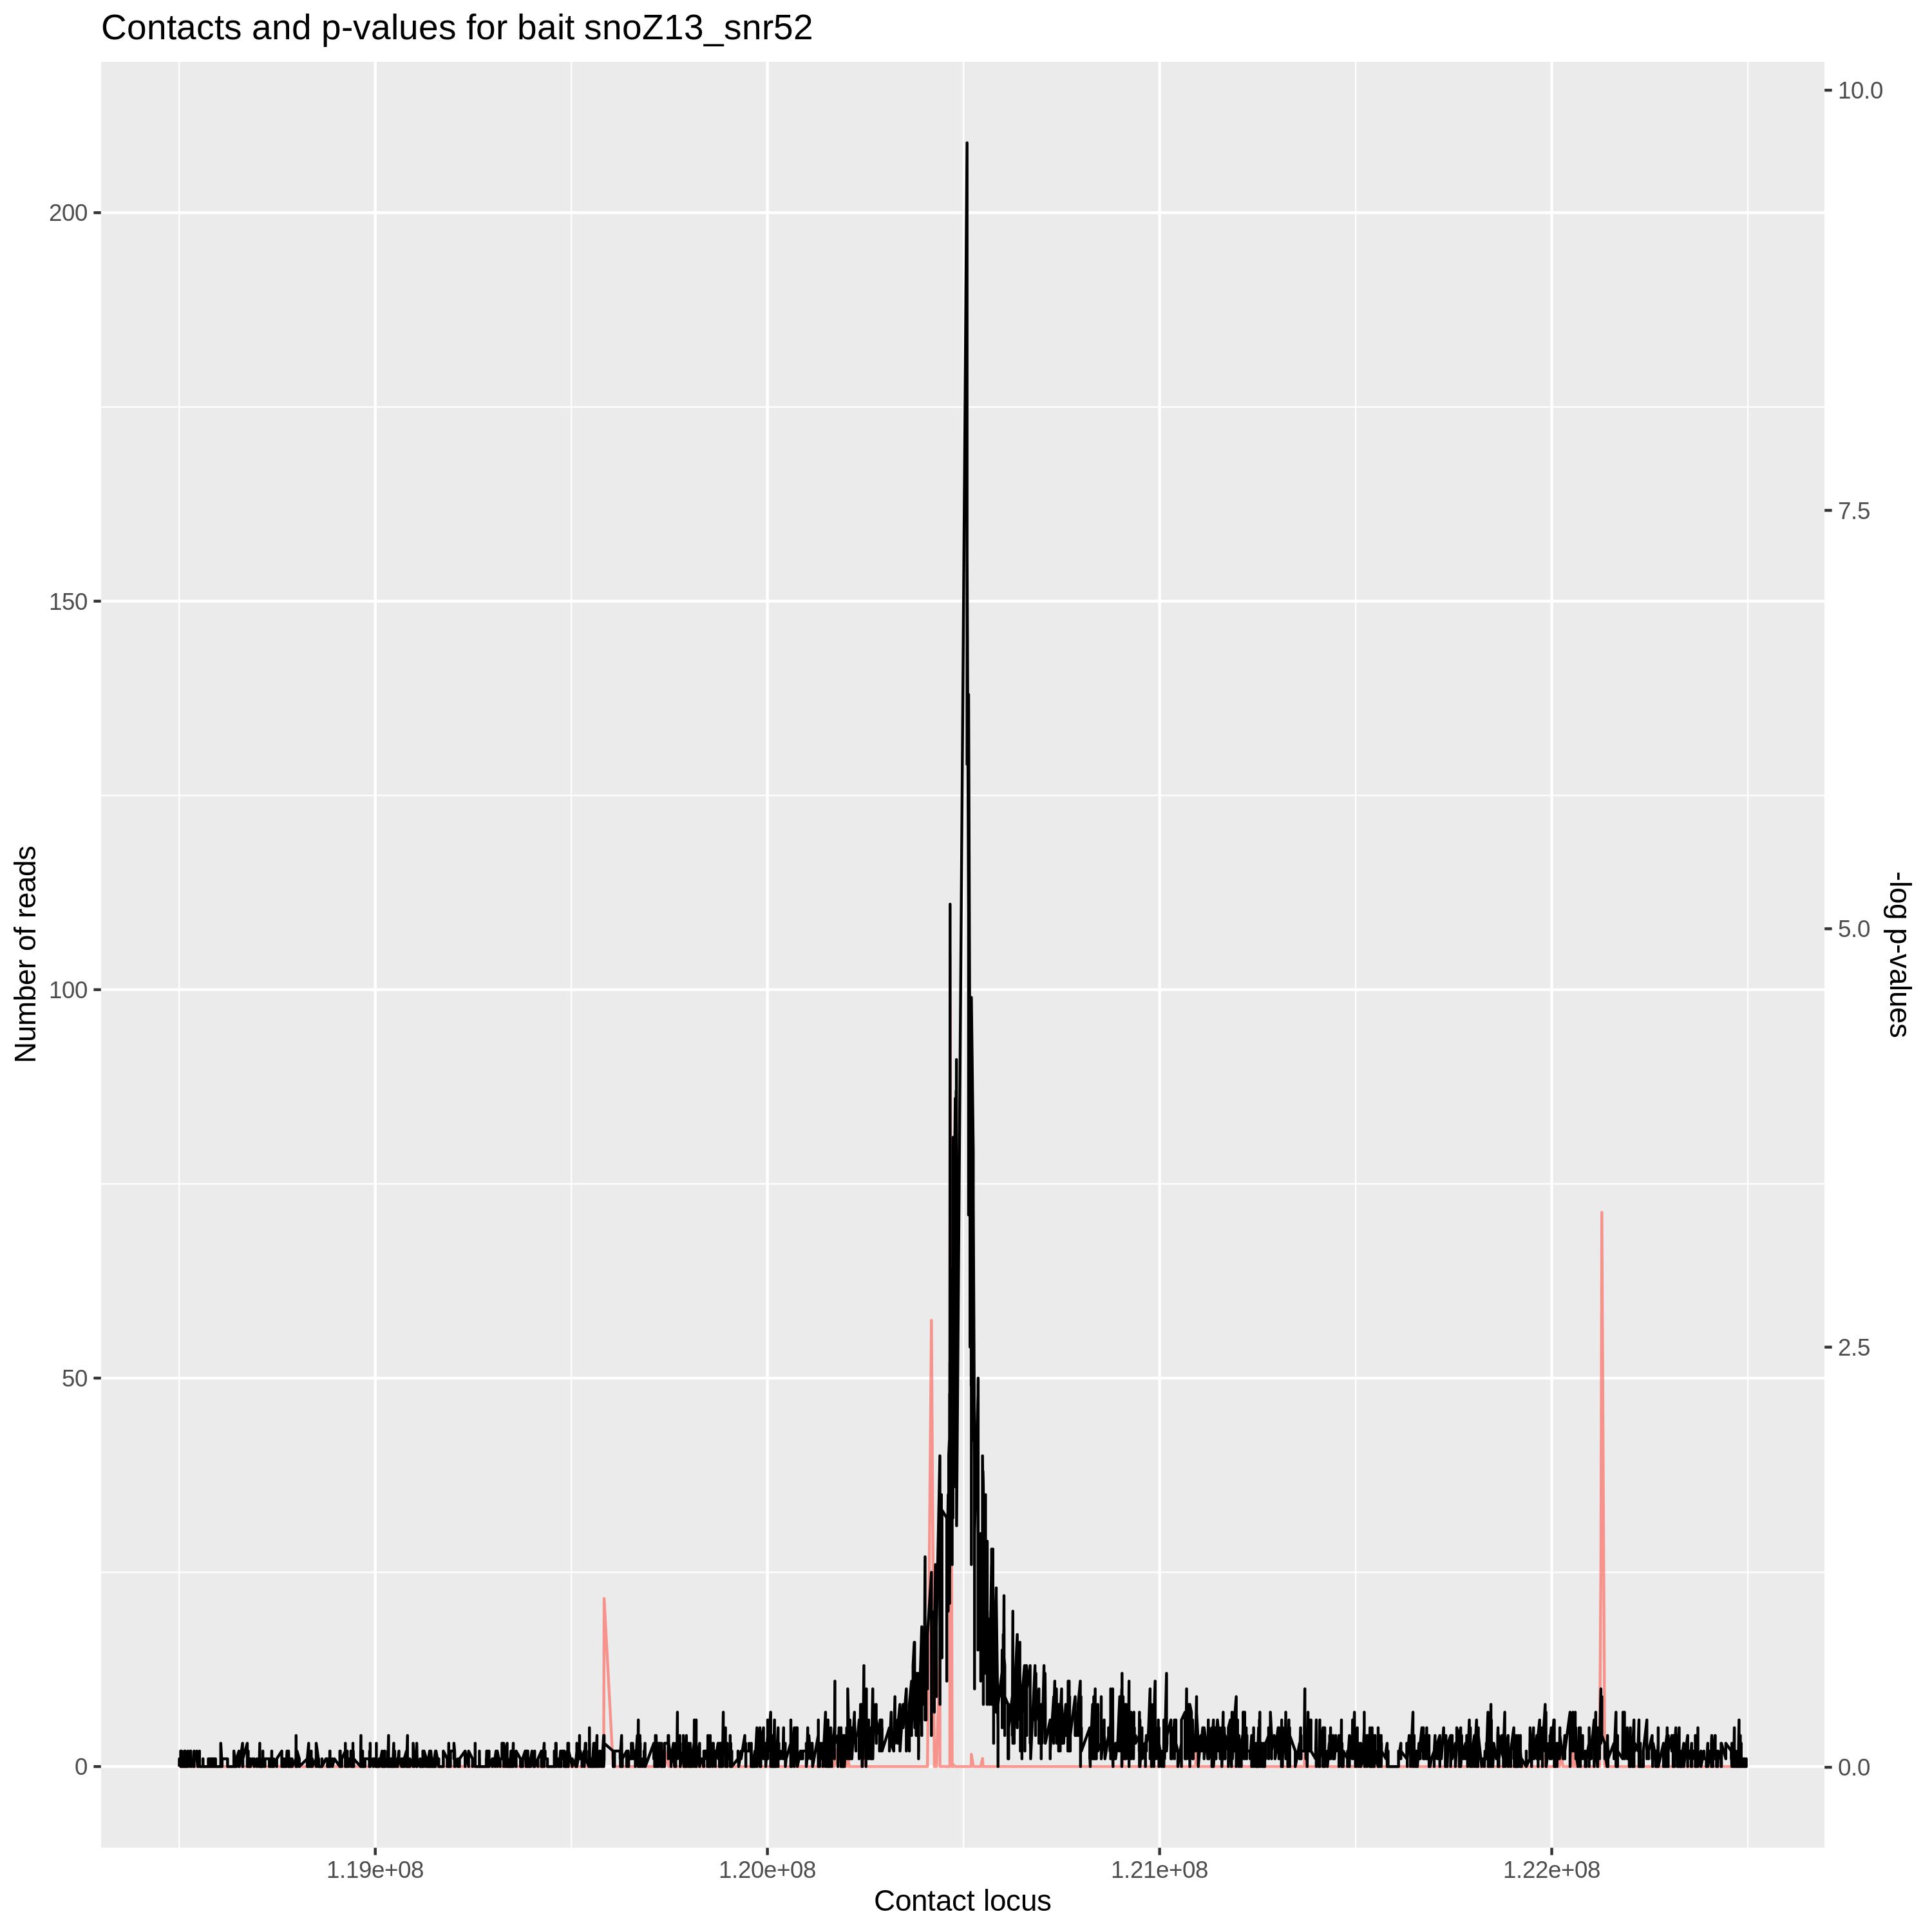 Contacts and p-values for bait snoZ13_snr52
200
150
100
50
0
Number of reads
10.0
7.5
5.0
2.5
0.0
-log p-values
1.19e+08
1.20e+08
1.21e+08
1.22e+08
Contact locus